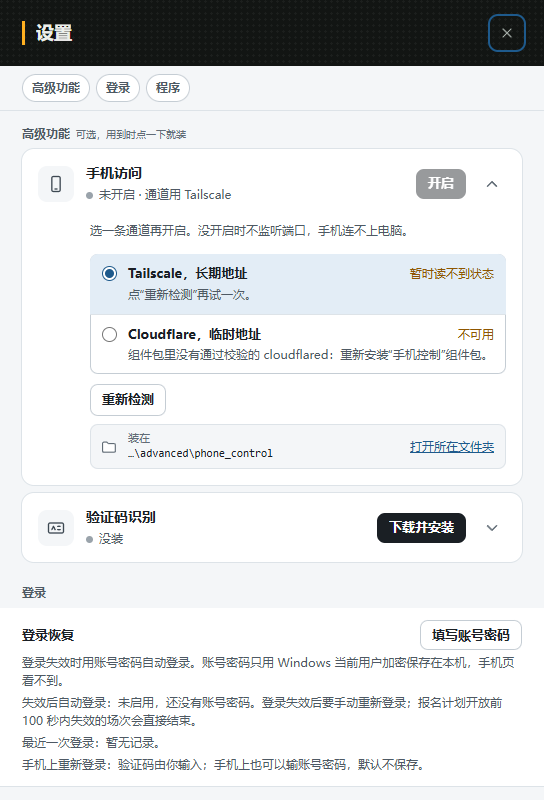 设置
高级功能 登录 程序
高级功能 可选，用到时点一下就装
手机访问
未开启 · 通道用 Tailscale
开启
选一条通道再开启。没开启时不监听端口，手机连不上电脑。
Tailscale，长期地址 暂时读不到状态
点“重新检测”再试一次。
Cloudflare，临时地址 不可用
组件包里没有通过校验的 cloudflared：重新安装“手机控制”组件包。
重新检测
装在
…\advanced\phone_control
打开所在文件夹
验证码识别
没装
下载并安装
登录
登录恢复 填写账号密码
登录失效时用账号密码自动登录。账号密码只用 Windows 当前用户加密保存在本机，手机页
看不到。
失效后自动登录：未启用，还没有账号密码。登录失效后要手动重新登录；报名计划开放前
100 秒内失效的场次会直接结束。
最近一次登录：暂无记录。
手机上重新登录：验证码由你输入；手机上也可以输账号密码，默认不保存。